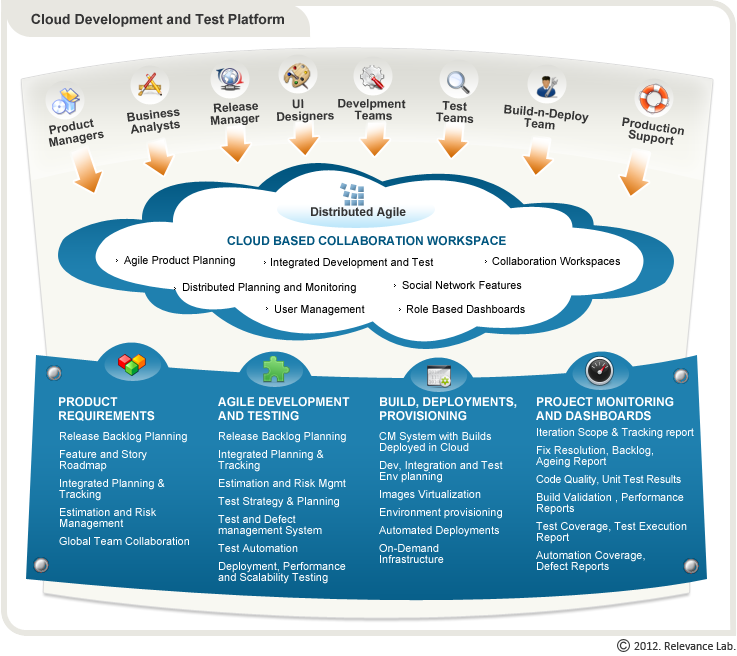 Cloud Development and Test Platform
Product
Managers
Business
Analysts
Release
Manager
UI
Designers
Develpment
Teams
Test
Teams
Build-n-Deploy
Team
Production
Support
Distributed Agile
CLOUD BASED COLLABORATION WORKSPACE
› Agile Product Planning
› Integrated Development and Test
› Collaboration Workspaces
› Distributed Planning and Monitoring
› Social Network Features
› User Management
› Role Based Dashboards
PRODUCT
REQUIREMENTS
Release Backlog Planning
Feature and Story
Roadmap
Integrated Planning &
Tracking
Estimation and Risk
Management
Global Team Collaboration
AGILE DEVELOPMENT
AND TESTING
Release Backlog Planning
Integrated Planning &
Tracking
Estimation and Risk Mgmt
Test Strategy & Planning
Test and Defect
management System
Test Automation
Deployment, Performance
and Scalability Testing
BUILD, DEPLOYMENTS,
PROVISIONING
CM System with Builds
Deployed in Cloud
Dev, Integration and Test
Env planning
Images Virtualization
Environment provisioning
Automated Deployments
On-Demand
Infrastructure
PROJECT MONITORING
AND DASHBOARDS
Iteration Scope & Tracking report
Fix Resolution, Backlog,
Ageing Report
Code Quality, Unit Test Results
Build Validation , Performance
Reports
Test Coverage, Test Execution
Report
Automation Coverage,
Defect Reports
© 2012. Relevance Lab.